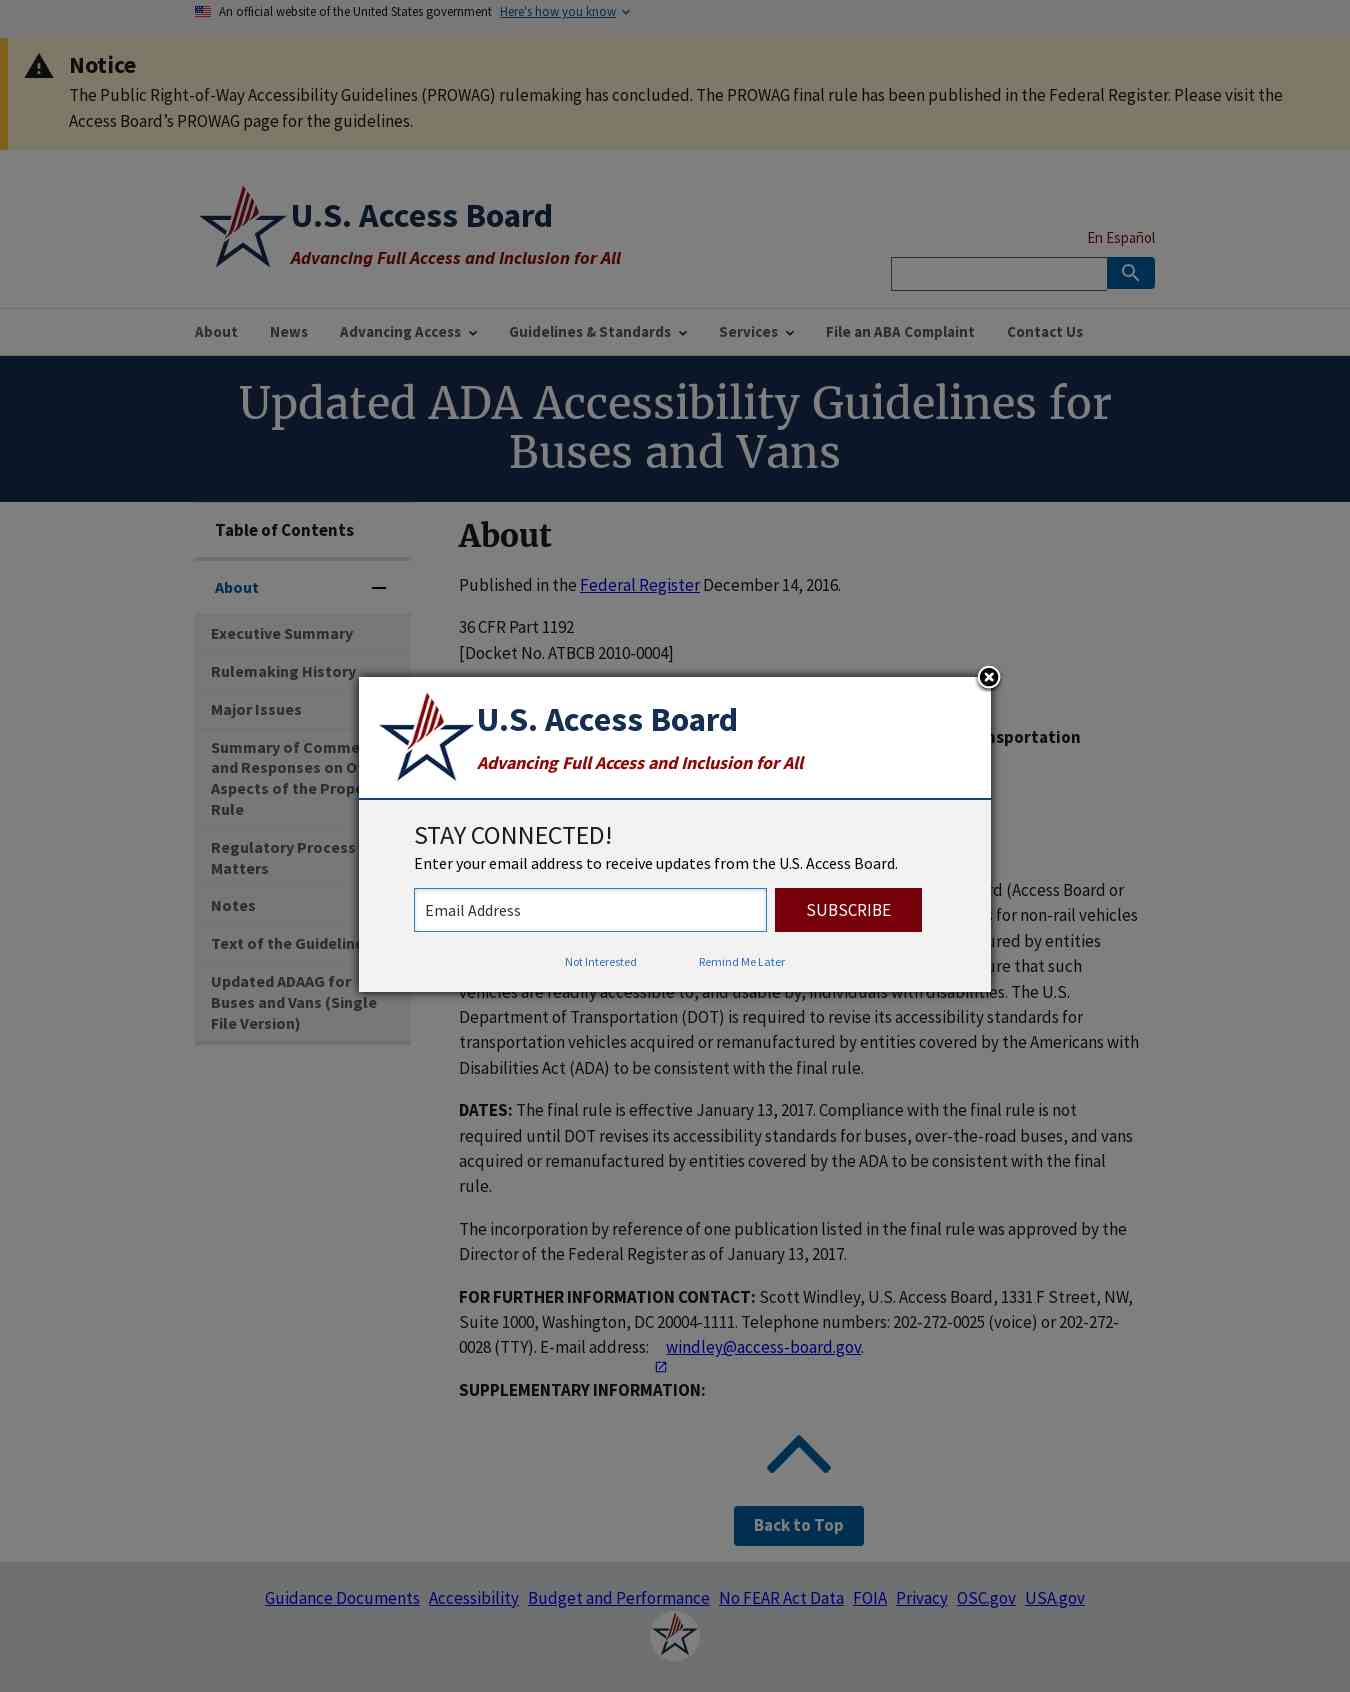 An official website of the United States government Here's how you know
Notice
The Public Right-of-Way Accessibility Guidelines (PROWAG) rulemaking has concluded. The PROWAG final rule has been published in the Federal Register. Please visit the
Access Board’s PROWAG page for the guidelines.
U.S. Access Board
Advancing Full Access and Inclusion for All
En Español
About News Advancing Access Guidelines & Standards Services File an ABA Complaint Contact Us
Updated ADA Accessibility Guidelines for
Buses and Vans
Table of Contents
About
Executive Summary
Rulemaking History
Major Issues
Summary of
and Responses on
Aspects of the
Rule
Regulatory Process
Matters
Notes
Text of the
Updated ADAAG for
Buses and Vans (Single
File Version)
About
Published in the Federal Register December 14, 2016.
36 CFR Part 1192
[Docket No. ATBCB 2010-0004]
U.S. Access Board
Advancing Full Access and Inclusion for All
STAY CONNECTED!
Enter your email address to receive updates from the U.S. Access Board.
Email Address
SUBSCRIBE
Not Interested Remind Me Later
(Access Board or
for non-rail vehicles
by entities
that such
vehicles are readily accessible to, and usable by, individuals with disabilities. The U.S.
Department of Transportation (DOT) is required to revise its accessibility standards for
transportation vehicles acquired or remanufactured by entities covered by the Americans with
Disabilities Act (ADA) to be consistent with the final rule.
DATES: The final rule is effective January 13, 2017. Compliance with the final rule is not
required until DOT revises its accessibility standards for buses, over-the-road buses, and vans
acquired or remanufactured by entities covered by the ADA to be consistent with the final
rule.
The incorporation by reference of one publication listed in the final rule was approved by the
Director of the Federal Register as of January 13, 2017.
FOR FURTHER INFORMATION CONTACT: Scott Windley, U.S. Access Board, 1331 F Street, NW,
Suite 1000, Washington, DC 20004-1111. Telephone numbers: 202-272-0025 (voice) or 202-272-
0028 (TTY). E-mail address: windley@access-board.gov.
SUPPLEMENTARY INFORMATION:
Back to Top
Guidance Documents Accessibility Budget and Performance No FEAR Act Data FOIA Privacy OSC.gov USA.gov